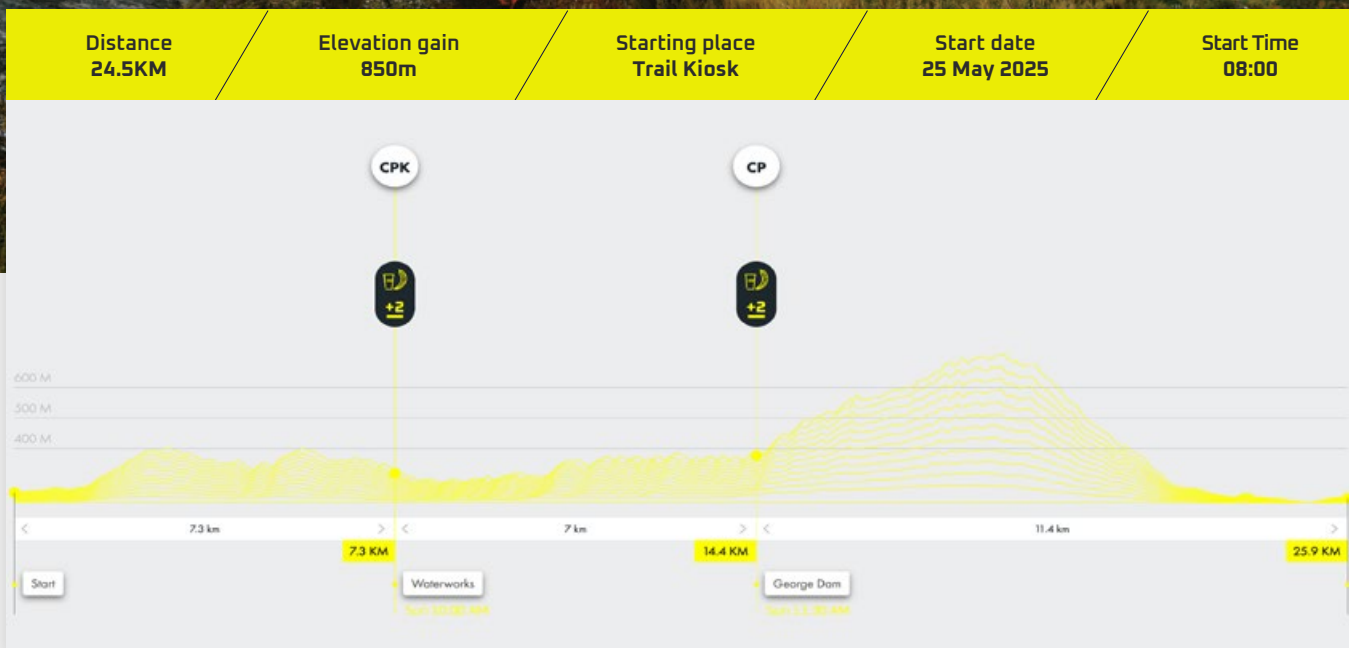 Distance
24.5KM
Elevation gain
850m
Starting place
Trail Kiosk
Start date
25 May 2025
Start Time
08:00
CPK
CP
+2
+2
600 M
500 M
400 M
7.3 km
7 km
11.4 km
7.3 KM
14.4 KM
25.9 KM
Start
Waterworks
George Dam